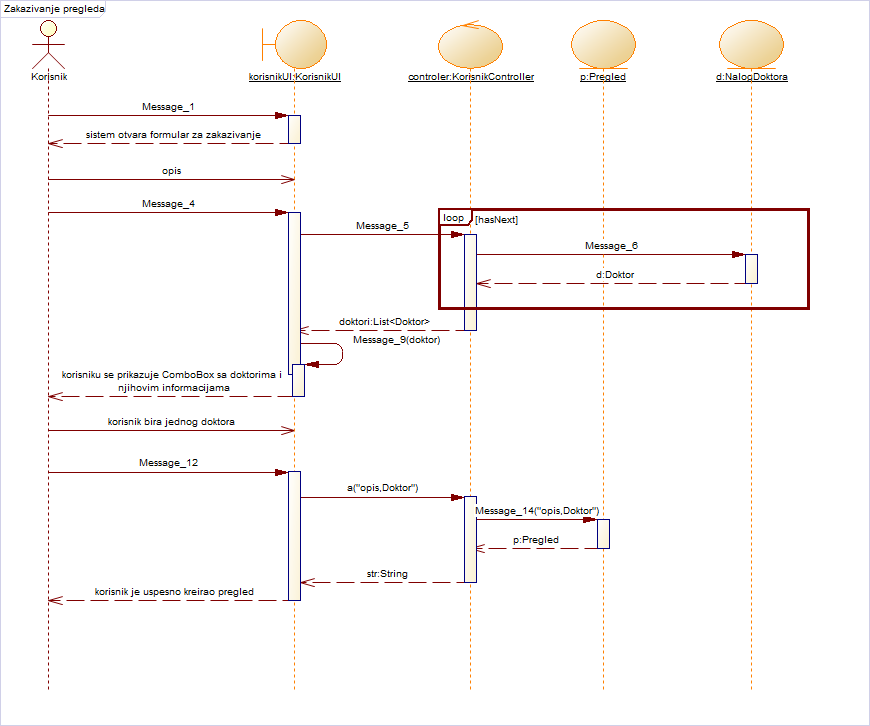 Zakazivanje pregleda
Korisnik
korisnikUI:KorisnikUI
controler:KorisnikController
p:Pregled
d:NalogDoktora
Message_1
sistem otvara formular za zakazivanje
opis
Message_4
loop
[hasNext]
Message_5
Message_6
d:Doktor
doktori:List<Doktor>
Message_9(doktor)
korisniku se prikazuje ComboBox sa doktorima i
njihovim informacijama
korisnik bira jednog doktora
Message_12
a("opis,Doktor")
Message_14("opis,Doktor")
p:Pregled
str:String
korisnik je uspesno kreirao pregled